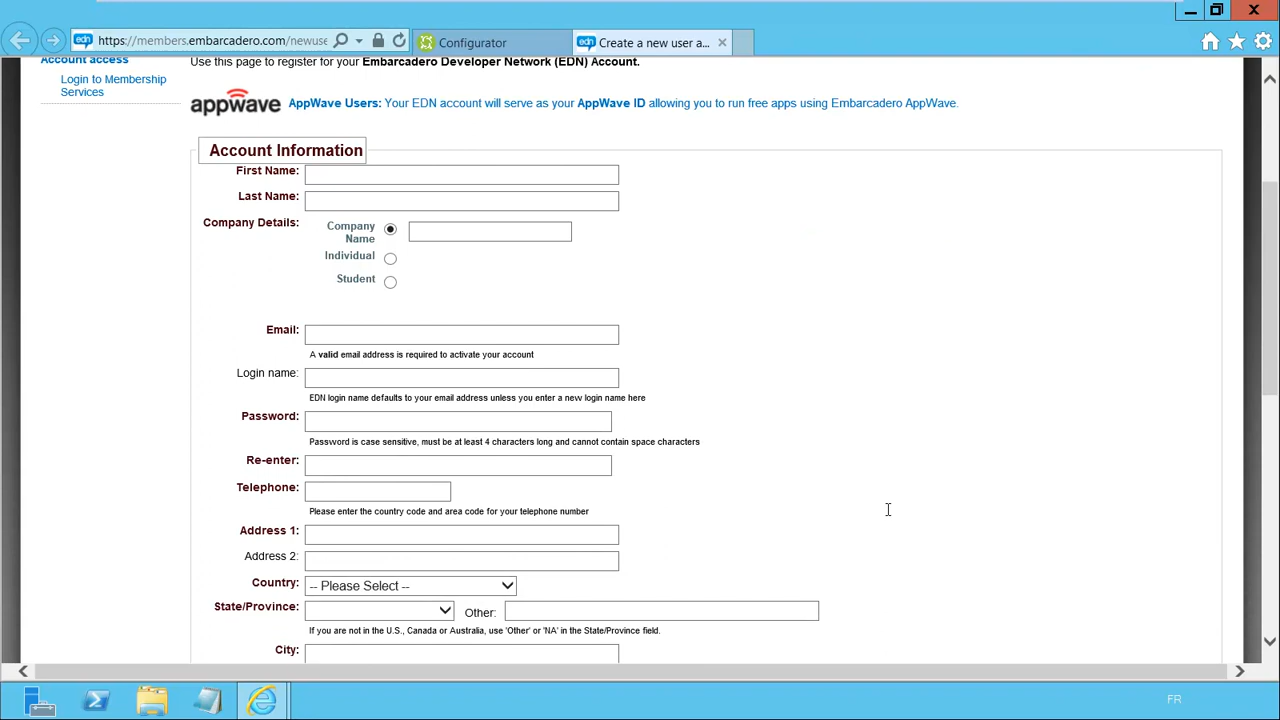 https://members.embarcadero.com/newuse
Configurator
Create a new user a...
Account access
Login to Membership
Services
Use this page to register for your Embarcadero Developer Network (EDN) Account.
appwave
AppWave Users: Your EDN account will serve as your AppWave ID allowing you to run free apps using Embarcadero AppWave.
Account Information
First Name:
Last Name:
Company Details:
Company
Name
Individual
Student
Email:
A valid email address is required to activate your account
Login name:
EDN login name defaults to your email address unless you enter a new login name here
Password:
Password is case sensitive, must be at least 4 characters long and cannot contain space characters
Re-enter:
Telephone:
Please enter the country code and area code for your telephone number
Address 1:
Address 2:
Country:
-- Please Select --
State/Province:
Other:
If you are not in the U.S., Canada or Australia, use 'Other' or 'NA' in the State/Province field.
City:
FR